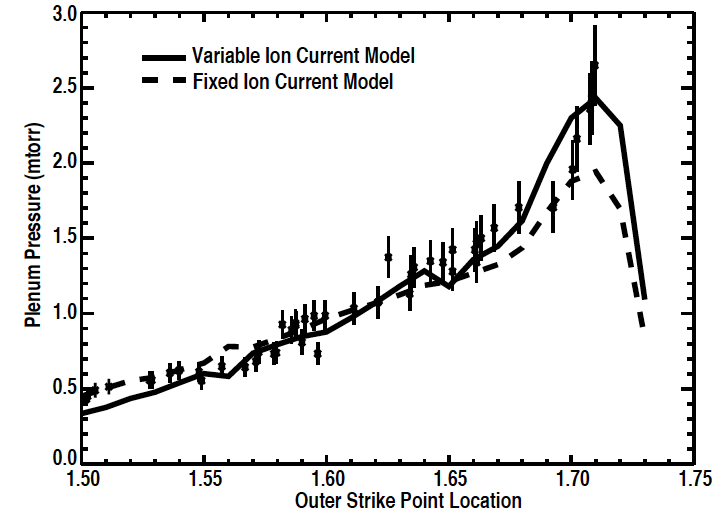 3.0
2.5
2.0
1.5
1.0
0.5
0.0
Plenum Pressure (mtorr)
Variable Ion Current Model
Fixed Ion Current Model
1.50 1.55 1.60 1.65 1.70 1.75
Outer Strike Point Location